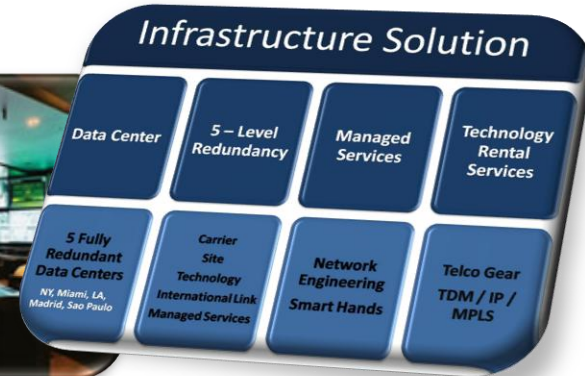 Infrastructure Solution
Data Center
5 – Level
Redundancy
Managed
Services
Technology
Rental
Services
5 Fully
Redundant
Data Centers
NY, Miami, LA,
Madrid, Sao Paulo
Carrier
Site
Technology
International Link
Managed Services
Network
Engineering
Smart Hands
Telco Gear
TDM / IP /
MPLS